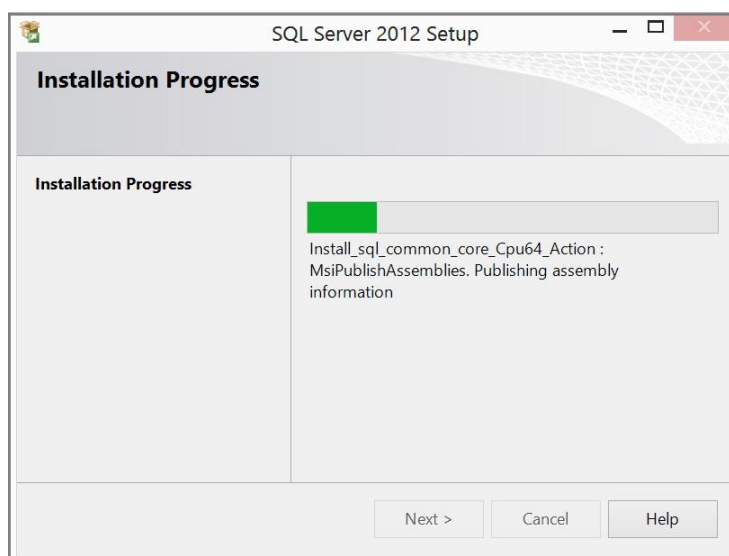 SQL Server 2012 Setup
Installation Progress
Installation Progress
Install_sql_common_core_Cpu64_Action :
MsiPublishAssemblies. Publishing assembly
information
Next >
Cancel
Help